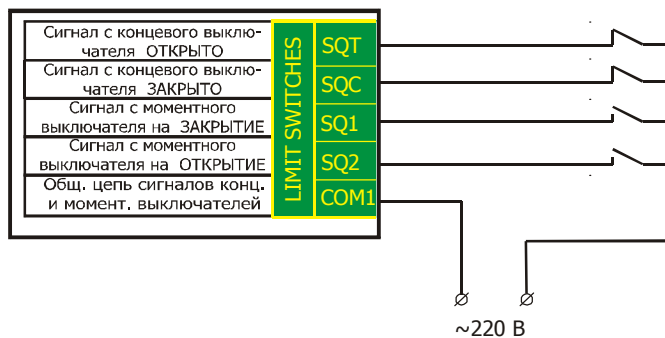 Сигнал с концевого выклю-
чателя ОТКРЫТО
SQT
Сигнал с концевого выклю-
чателя ЗАКРЫТО
SQC
Сигнал с моментного
выключателя на ЗАКРЫТИЕ
SQ1
Сигнал с моментного
выключателя на ОТКРЫТИЕ
SQ2
Общ. цепь сигналов конц.
и момент. выключателей
COM1
LIMIT SWITCHES
~220 В